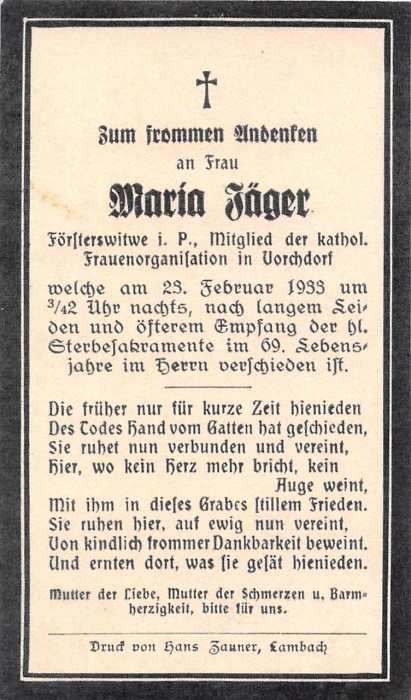 Zum frommen Andenken
an Frau
Maria Jäger
Försterswitwe i. P., Mitglied der kathol.
Frauenorganisation in Vorchdorf
welche am 23. Februar 1933 um
3/42 Uhr nachts, nach langem Lei-
den und öfterem Empfang der hl.
Sterbesakramente im 69. Lebens-
jahre im Herrn verschieden ist.
Die früher nur für kurze Zeit hienieden
Des Todes Hand vom Gatten hat geschieden,
Sie ruhet nun verbunden und vereint,
Hier, wo kein Herz mehr bricht, kein
Auge weint,
Mit ihm in dieses Grabes stillem Frieden.
Sie ruhen hier, auf ewig nun vereint,
Von kindlich frommer Dankbarkeit beweint.
Und ernten dort, was sie gesät hienieden.
Mutter der Liebe, Mutter der Schmerzen u. Barm-
herzigkeit, bitte für uns.
Druck von Hans Zauner, Lambach